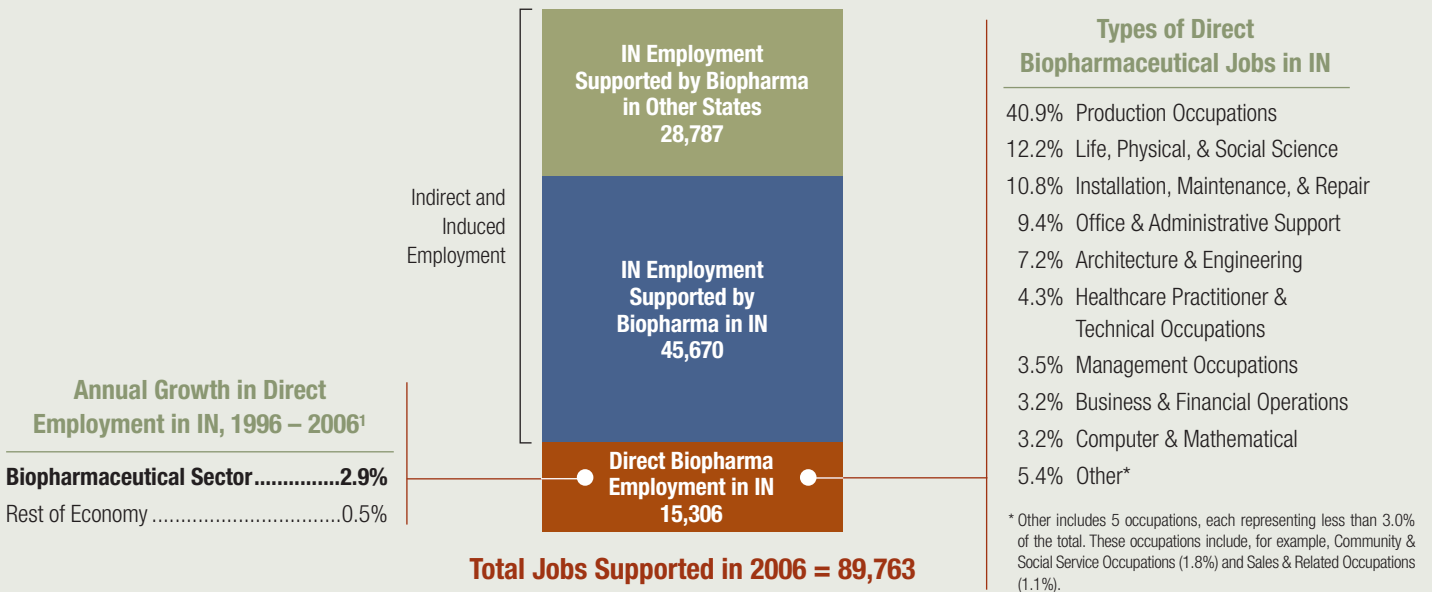 IN Employment
Supported by Biopharma
in Other States
28,787
Indirect and
Induced
Employment
IN Employment
Supported by
Biopharma in IN
45,670
Annual Growth in Direct
Employment in IN, 1996 – 2006¹
Biopharmaceutical Sector...............2.9%
Rest of Economy ................................0.5%
Direct Biopharma
Employment in IN
15,306
Total Jobs Supported in 2006 = 89,763
Types of Direct
Biopharmaceutical Jobs in IN
40.9% Production Occupations
12.2% Life, Physical, & Social Science
10.8% Installation, Maintenance, & Repair
9.4% Office & Administrative Support
7.2% Architecture & Engineering
4.3% Healthcare Practitioner &
Technical Occupations
3.5% Management Occupations
3.2% Business & Financial Operations
3.2% Computer & Mathematical
5.4% Other*
* Other includes 5 occupations, each representing less than 3.0%
of the total. These occupations include, for example, Community &
Social Service Occupations (1.8%) and Sales & Related Occupations
(1.1%).